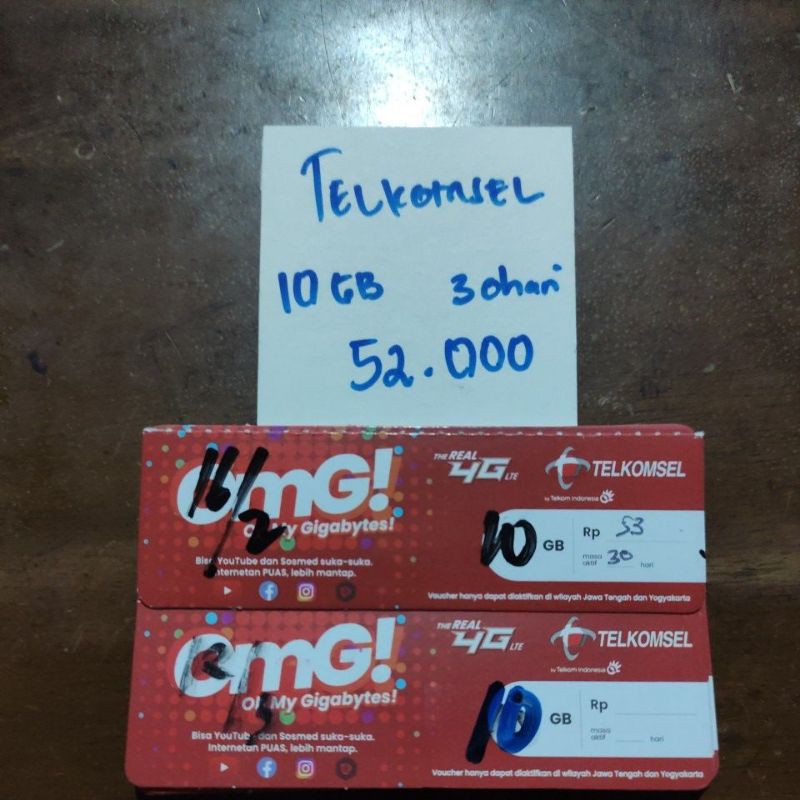 TELKOMSEL
10 GB 30hari
52.000
16/2
OMG!
Oh My Gigabytes!
THE REAL
4G LTE
TELKOMSEL
by Telkom Indonesia
10 GB
Rp 53
masa aktif 30 hari
Bisa YouTube dan Sosmed suka-suka.
Internetan PUAS, lebih mantap.
Voucher hanya dapat diaktifkan di wilayah Jawa Tengah dan Yogyakarta
OMG!
Oh My Gigabytes!
THE REAL
4G LTE
TELKOMSEL
by Telkom Indonesia
10 GB
Rp
masa aktif hari
Bisa YouTube dan Sosmed suka-suka.
Internetan PUAS, lebih mantap.
Voucher hanya dapat diaktifkan di wilayah Jawa Tengah dan Yogyakarta